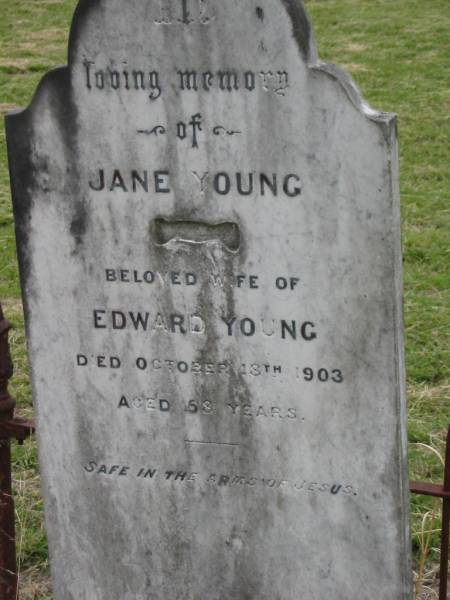 loving memory
of
JANE YOUNG
BELOVED WIFE OF
EDWARD YOUNG
DIED OCTOBER 18TH 1903
AGED 58 YEARS.
SAFE IN THE ARMS OF JESUS.